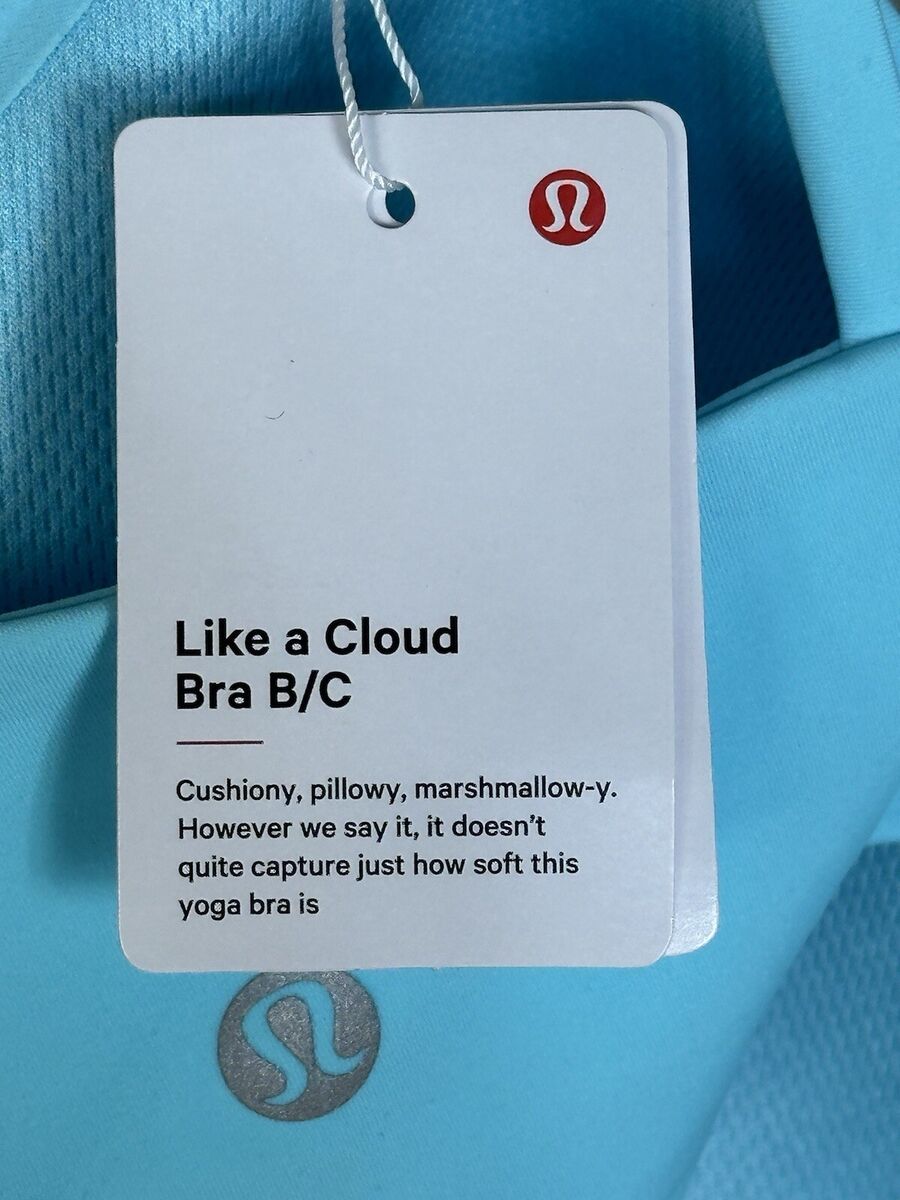 Like a Cloud
Bra B/C
Cushiony, pillowy, marshmallow-y.
However we say it, it doesn't
quite capture just how soft this
yoga bra is